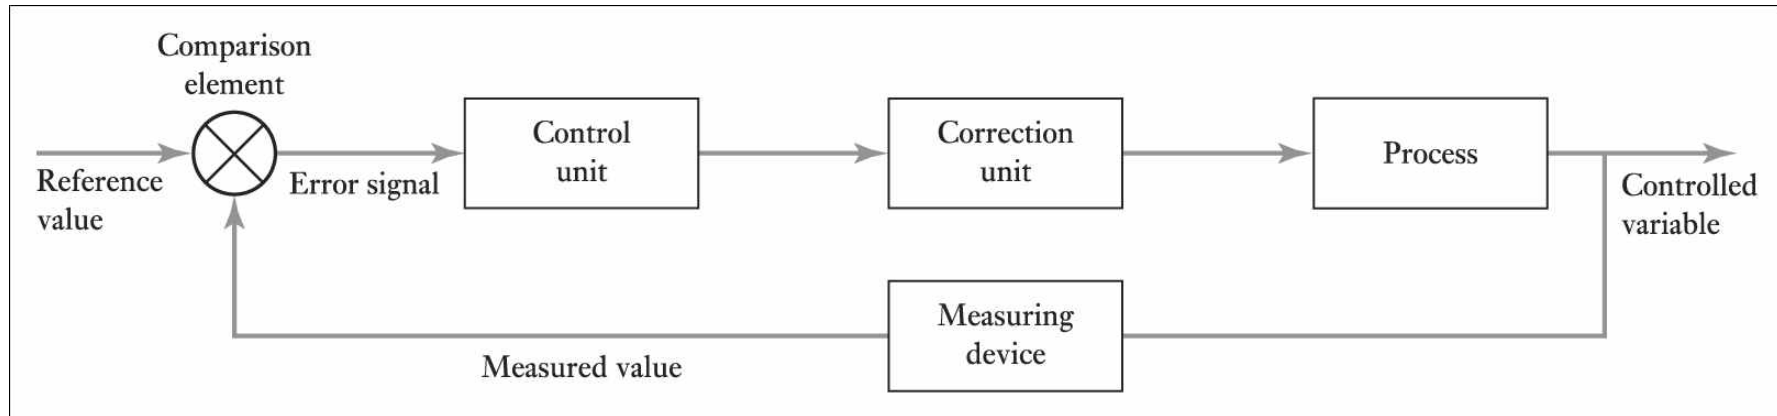 Comparison
element
Reference
value
Error signal
Control
unit
Correction
unit
Process
Controlled
variable
Measuring
device
Measured value